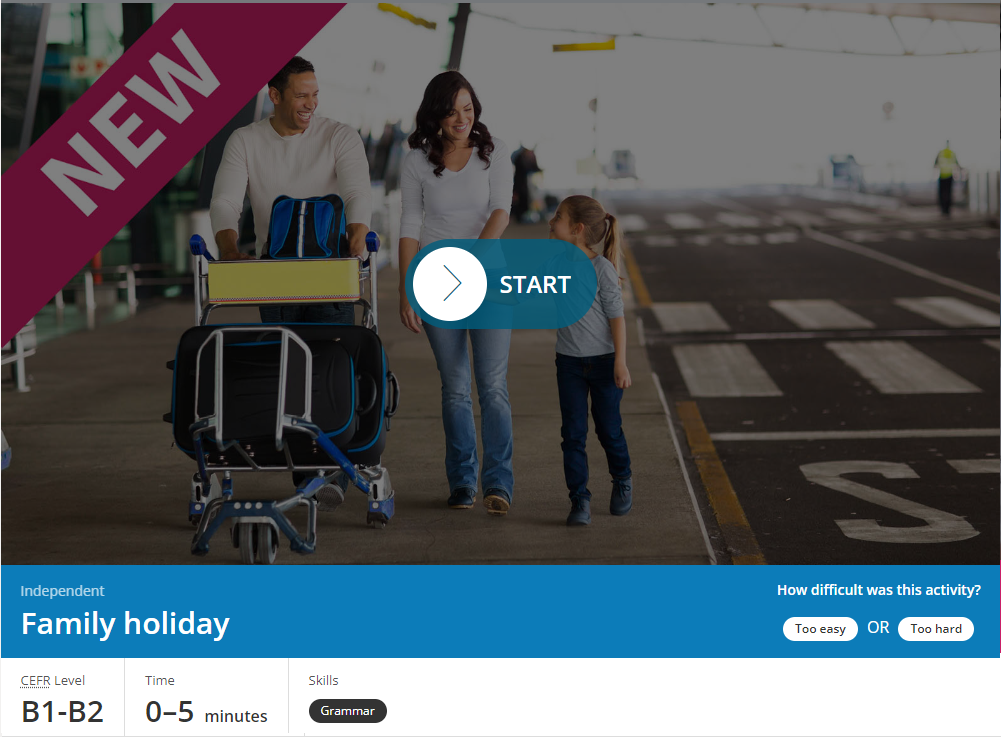 NEW
START
Independent
Family holiday
How difficult was this activity?
Too easy OR Too hard
CEFR Level
B1-B2
Time
0–5 minutes
Skills
Grammar